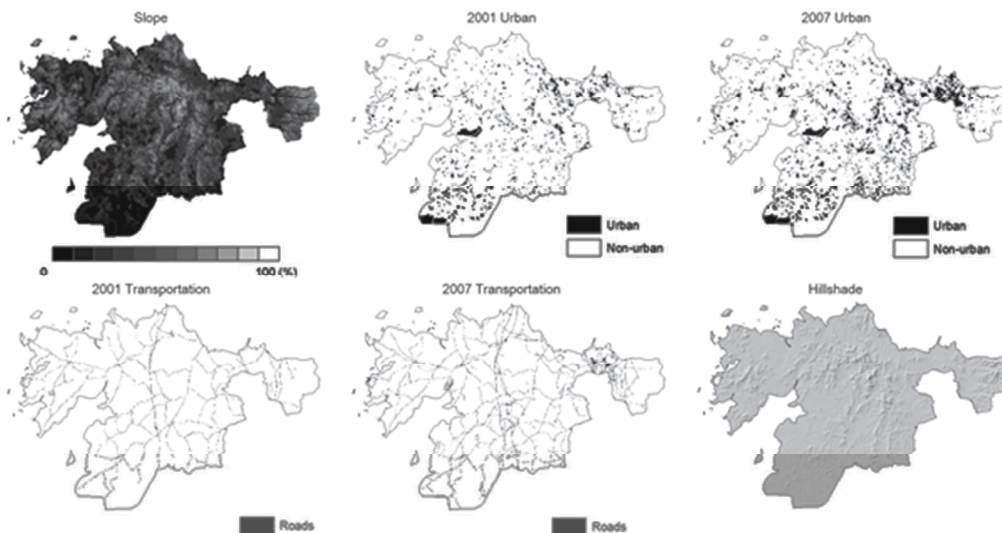 Slope
2001 Urban
2007 Urban
Urban
Non-urban
Urban
Non-urban
0
100 (%)
2001 Transportation
2007 Transportation
Hillshade
Roads
Roads